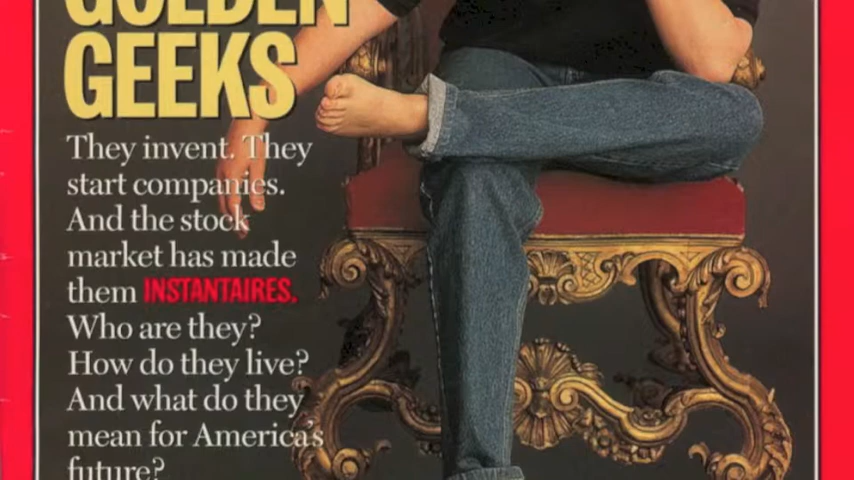 GOLDEN
GEEKS
They invent. They
start companies.
And the stock
market has made
them INSTANTAIRES.
Who are they?
How do they live?
And what do they
mean for America's
future?